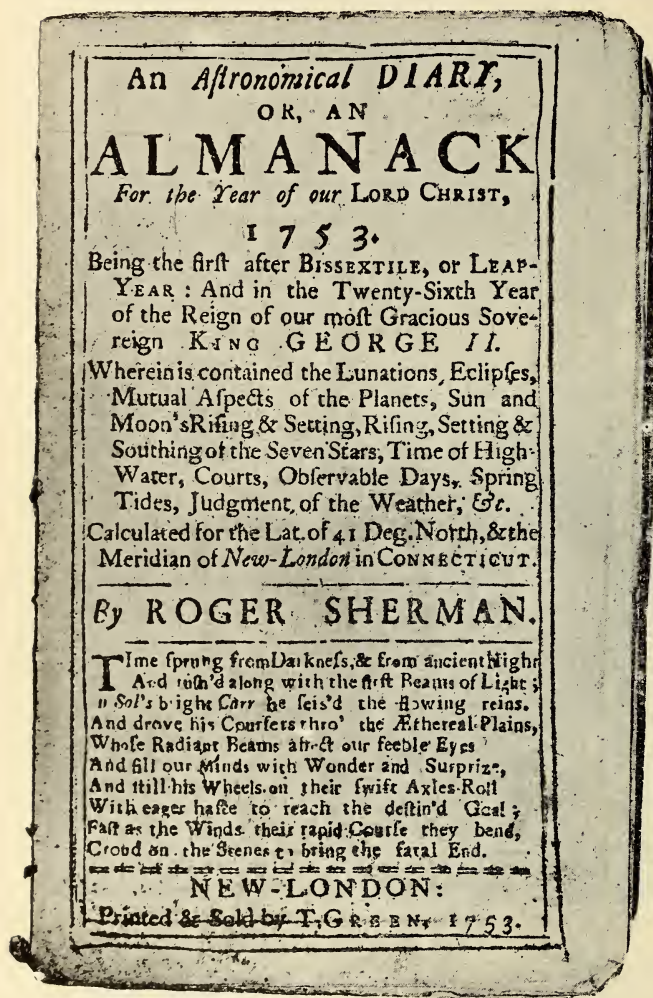 An Aſtronomical DIARY,
OR, AN
ALMANACK
For the Year of our LORD CHRIST,
1753.
Being the firſt after BISSEXTILE, or LEAP-
YEAR : And in the Twenty-Sixth Year
of the Reign of our moſt Gracious Sove-
reign KING GEORGE II.
Wherein is contained the Lunations, Eclipſes,
Mutual Aſpects of the Planets, Sun and
Moon's Riſing & Setting, Riſing, Setting &
Southing of the Seven Stars, Time of High-
Water, Courts, Obſervable Days, Spring
Tides, Judgment, of the Weather, &c.
Calculated for the Lat. of 41 Deg. North, & the
Meridian of New-London in CONNECTICUT.
By ROGER SHERMAN.
TIme ſprung from Darkneſs, & from ancient Night
And ruſh'd along with the firſt Beams of Light ;
Sol's bright Carr he ſeis'd the flowing reins.
And drove his Courſers thro' the Æthereal Plains,
Whoſe Radiant Beams our feeble Eyes
And fill our Minds with Wonder and Surprize,
And ſtill his Wheels on their ſwift Axles Roll
With eager haſte to reach the deſtin'd Goal ;
Faſt as the Winds their rapid Courſe they bend,
Croud on the Scenes to bring the fatal End.
NEW-LONDON:
Printed & Sold by T. GREEN, 1753.